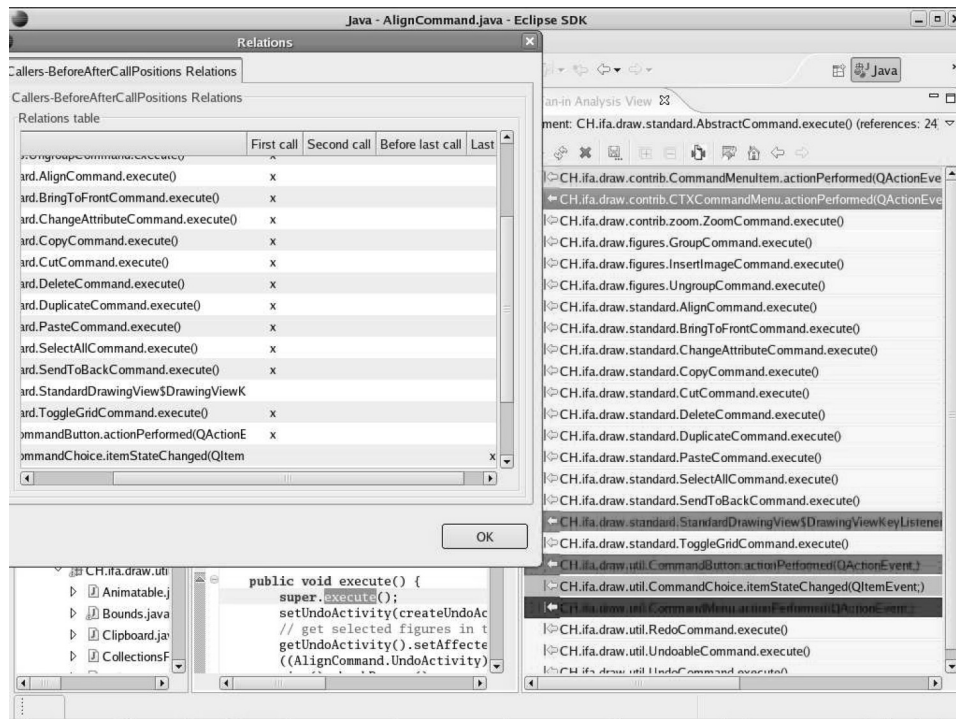 Java - AlignCommand.java - Eclipse SDK
Relations
Callers-BeforeAfterCallPositions Relations
Callers-BeforeAfterCallPositions Relations
Relations table
First call Second call Before last call Last
ard.AlignCommand.execute() x
ard.BringToFrontCommand.execute() x
ard.ChangeAttributeCommand.execute() x
ard.CopyCommand.execute() x
ard.CutCommand.execute() x
ard.DeleteCommand.execute() x
ard.DuplicateCommand.execute() x
ard.PasteCommand.execute() x
ard.SelectAllCommand.execute() x
ard.SendToBackCommand.execute() x
ard.StandardDrawingView$DrawingViewK
ard.ToggleGridCommand.execute() x
ommandButton.actionPerformed(QActionE x
ommandChoice.itemStateChanged(QItem x
OK
Java
an-in Analysis View
ment: CH.ifa.draw.standard.AbstractCommand.execute() (references: 24
CH.ifa.draw.contrib.CommandMenuItem.actionPerformed(QActionEve
CH.ifa.draw.contrib.CTXCommandMenu.actionPerformed(QActionEve
CH.ifa.draw.contrib.zoom.ZoomCommand.execute()
CH.ifa.draw.figures.GroupCommand.execute()
CH.ifa.draw.figures.InsertImageCommand.execute()
CH.ifa.draw.figures.UngroupCommand.execute()
CH.ifa.draw.standard.AlignCommand.execute()
CH.ifa.draw.standard.BringToFrontCommand.execute()
CH.ifa.draw.standard.ChangeAttributeCommand.execute()
CH.ifa.draw.standard.CopyCommand.execute()
CH.ifa.draw.standard.CutCommand.execute()
CH.ifa.draw.standard.DeleteCommand.execute()
CH.ifa.draw.standard.DuplicateCommand.execute()
CH.ifa.draw.standard.PasteCommand.execute()
CH.ifa.draw.standard.SelectAllCommand.execute()
CH.ifa.draw.standard.SendToBackCommand.execute()
CH.ifa.draw.standard.StandardDrawingView$DrawingViewKeyListener
CH.ifa.draw.standard.ToggleGridCommand.execute()
CH.ifa.draw.util.CommandButton.actionPerformed(QActionEvent;)
CH.ifa.draw.util.CommandChoice.itemStateChanged(QItemEvent;)
CH.ifa.draw.util.CommandMenu.actionPerformed(QActionEvent;)
CH.ifa.draw.util.RedoCommand.execute()
CH.ifa.draw.util.UndoableCommand.execute()
CH.ifa.draw.util.UndoCommand.execute()
CH.ifa.draw.uti
Animatable.j
Bounds.java
Clipboard.jav
CollectionsF
public void execute() {
super.execute();
setUndoActivity(createUndoAc
// get selected figures in t
getUndoActivity().setAffecte
((AlignCommand.UndoActivity)